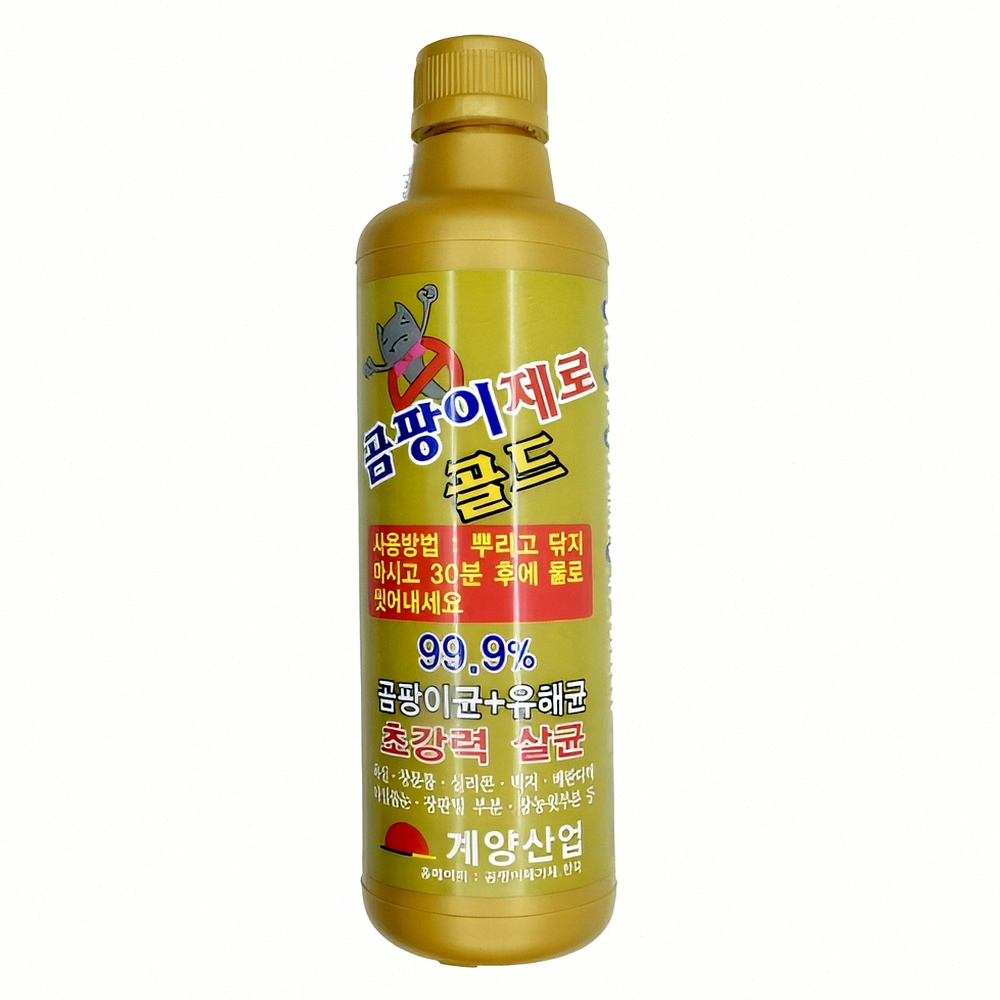 곰팡이제로
골드
사용방법 : 뿌리고 닦지
마시고 30분 후에 물로
씻어내세요
99.9%
곰팡이균+유해균
초강력 살균
계양산업